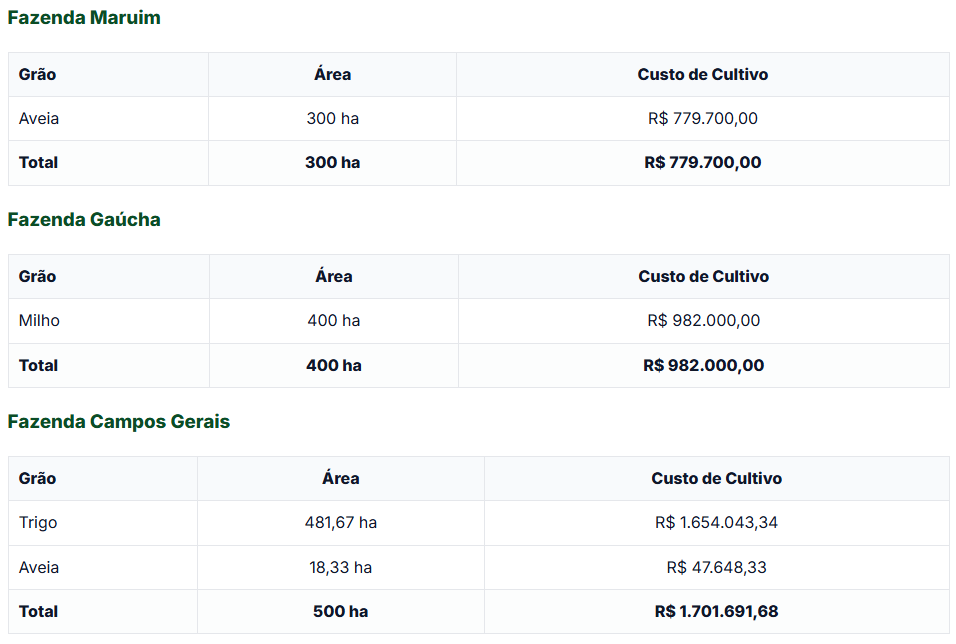 Fazenda Maruim
Grão Área Custo de Cultivo
Aveia 300 ha R$ 779.700,00
Total 300 ha R$ 779.700,00
Fazenda Gaúcha
Grão Área Custo de Cultivo
Milho 400 ha R$ 982.000,00
Total 400 ha R$ 982.000,00
Fazenda Campos Gerais
Grão Área Custo de Cultivo
Trigo 481,67 ha R$ 1.654.043,34
Aveia 18,33 ha R$ 47.648,33
Total 500 ha R$ 1.701.691,68